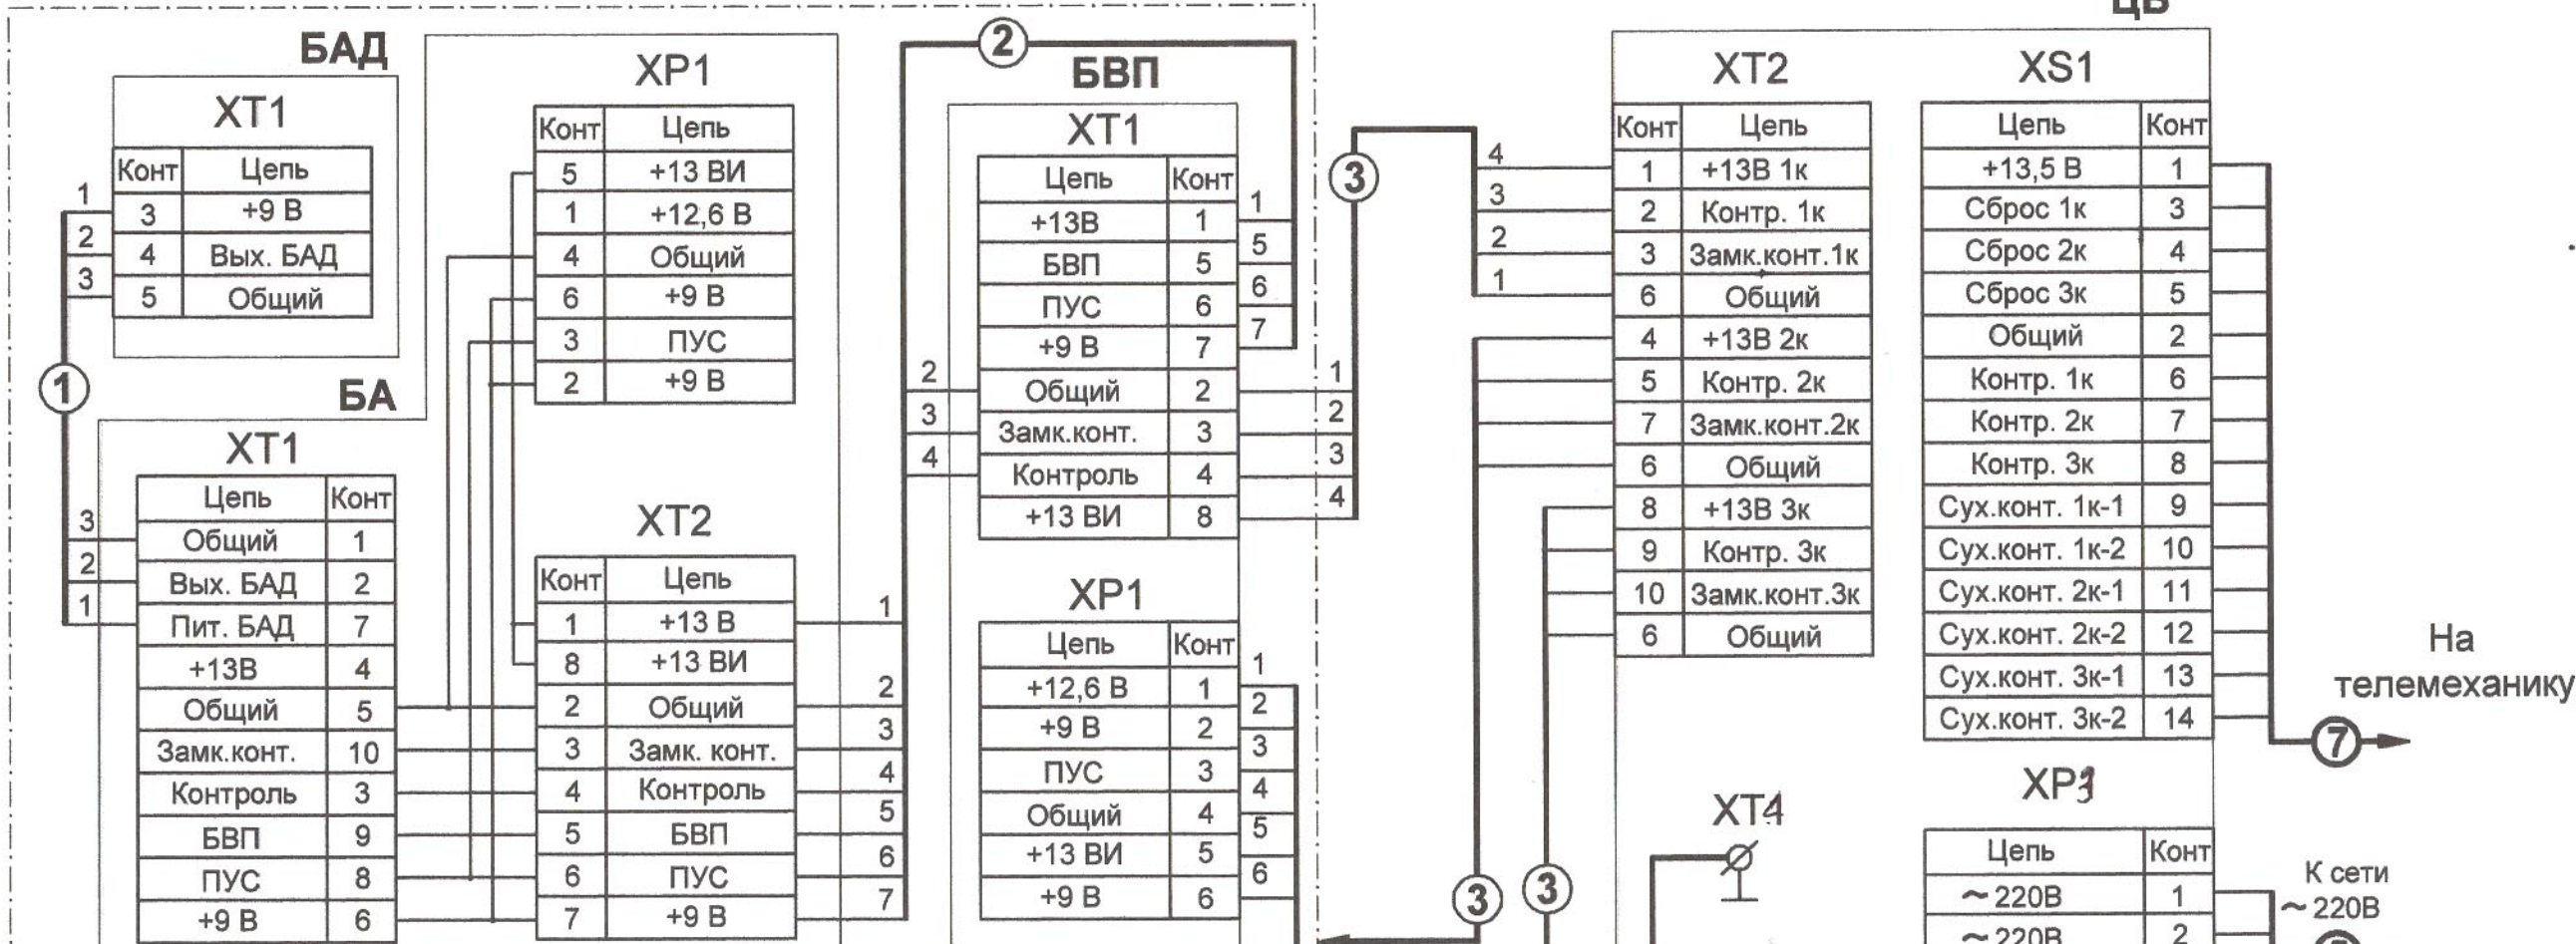 БАД
ХТ1
Конт Цепь
1 3 +9 В
2 4 Вых. БАД
3 5 Общий
1
БА
ХТ1
Цепь Конт
3 Общий 1
2 Вых. БАД 2
1 Пит. БАД 7
+13В 4
Общий 5
Замк.конт. 10
Контроль 3
БВП 9
ПУС 8
+9 В 6
ХР1
Конт Цепь
5 +13 ВИ
1 +12,6 В
4 Общий
6 +9 В
3 ПУС
2 +9 В
ХТ2
Конт Цепь
1 +13 В 1
8 +13 ВИ
2 Общий 2
3 Замк. конт. 3
4 Контроль 4
5 БВП 5
6 ПУС 6
7 +9 В 7
2
БВП
ХТ1
Цепь Конт
+13В 1 1
БВП 5 5
ПУС 6 6
+9 В 7 7
2 Общий 2 1
3 Замк.конт. 3 2
4 Контроль 4 3
+13 ВИ 8 4
ХР1
Цепь Конт
+12,6 В 1 1
+9 В 2 2
ПУС 3 3
Общий 4 4
+13 ВИ 5 5
+9 В 6 6
3
ЦБ
ХТ2
Конт Цепь
4 1 +13В 1к
3 2 Контр. 1к
2 3 Замк.конт.1к
1 6 Общий
4 +13В 2к
5 Контр. 2к
7 Замк.конт.2к
6 Общий
8 +13В 3к
9 Контр. 3к
10 Замк.конт.3к
6 Общий
3 3
ХТ4
XS1
Цепь Конт
+13,5 В 1
Сброс 1к 3
Сброс 2к 4
Сброс 3к 5
Общий 2
Контр. 1к 6
Контр. 2к 7
Контр. 3к 8
Сух.конт. 1к-1 9
Сух.конт. 1к-2 10
Сух.конт. 2к-1 11
Сух.конт. 2к-2 12
Сух.конт. 3к-1 13
Сух.конт. 3к-2 14
На
телемеханику
7
ХР3
Цепь Конт
~ 220В 1
~ 220В 2
К сети
~ 220В